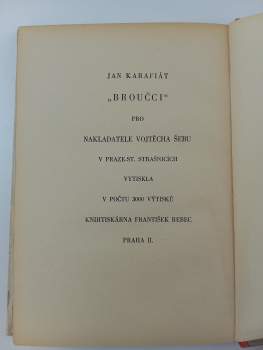 JAN KARAFIÁT
„BROUČCI“
PRO
NAKLADATELE VOJTĚCHA ŠEBU
V PRAZE-ST. STRAŠNICÍCH
VYTISKLA
V POČTU 3000 VÝTISKŮ
KNIHTISKÁRNA FRANTIŠEK BEBEC
PRAHA II.